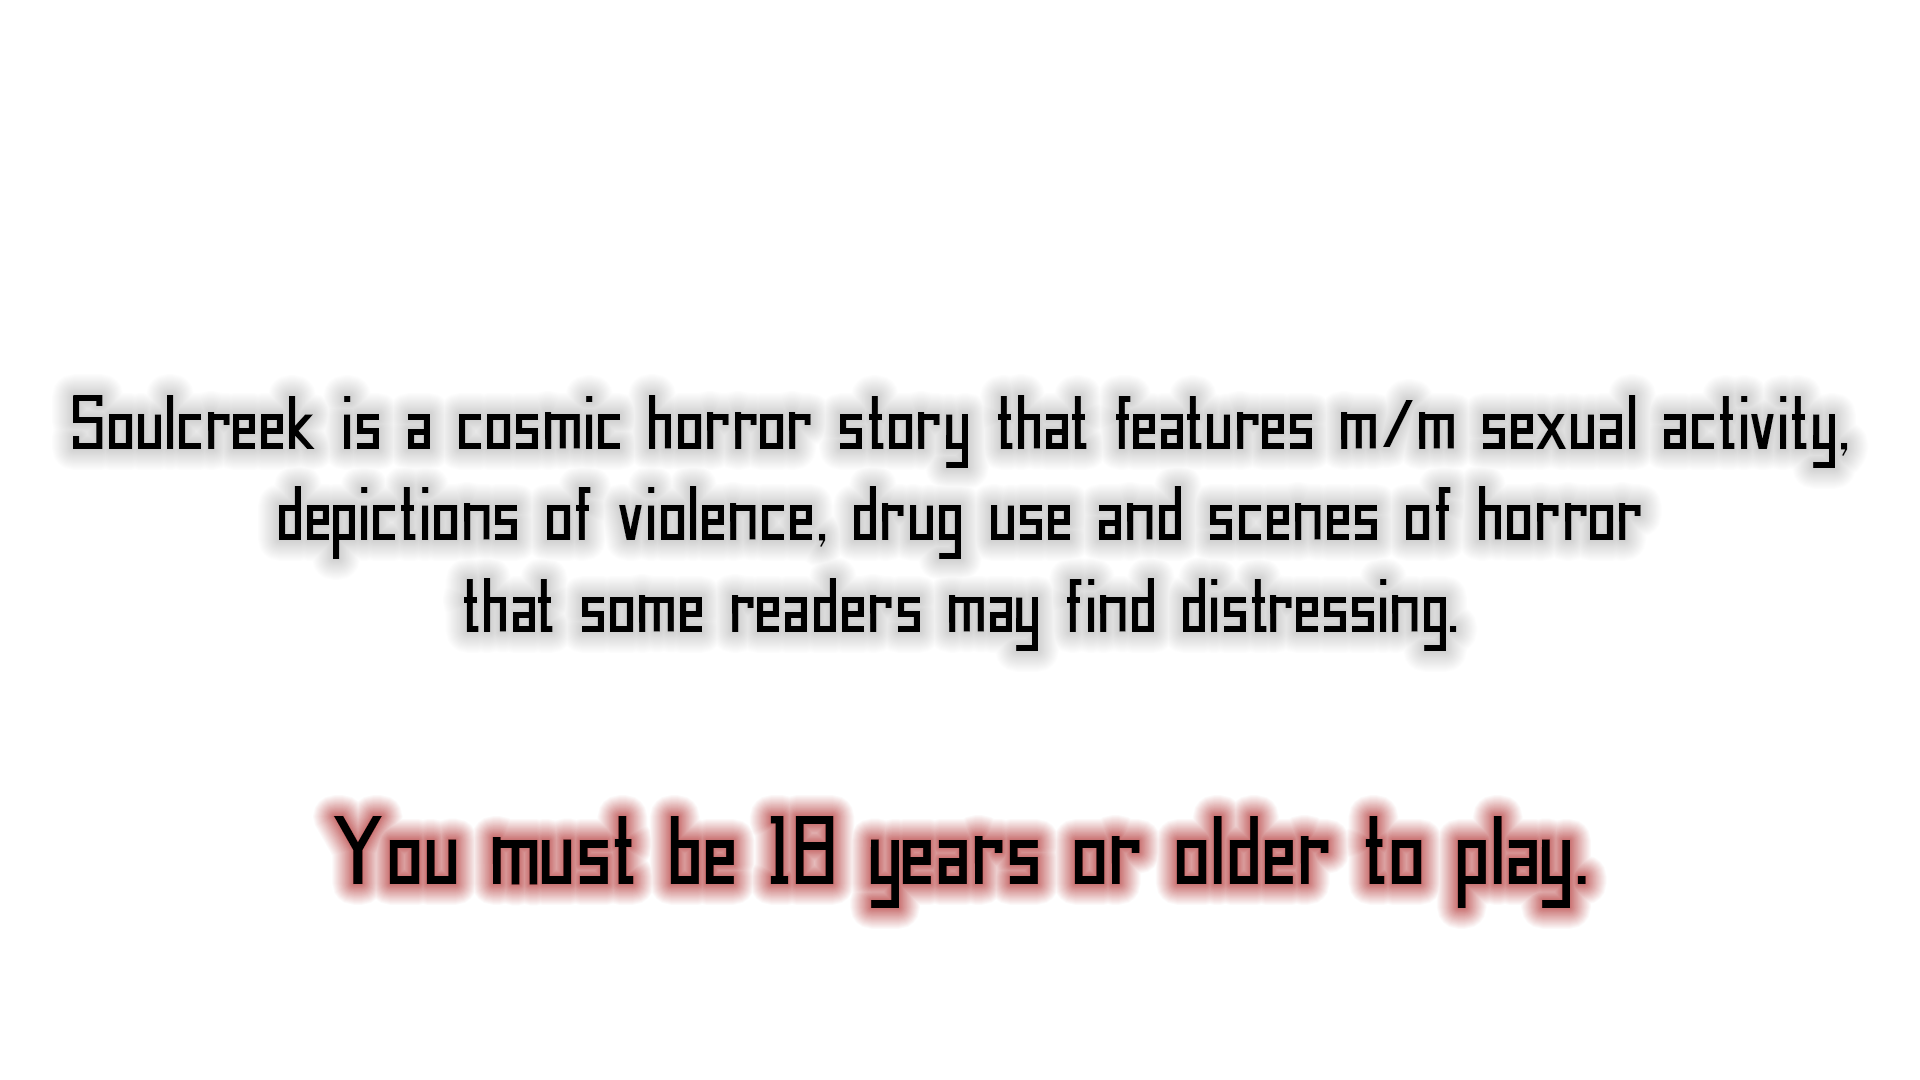 Soulcreek is a cosmic horror story that features m/m sexual activity,
depictions of violence, drug use and scenes of horror
that some readers may find distressing.
You must be 18 years or older to play.